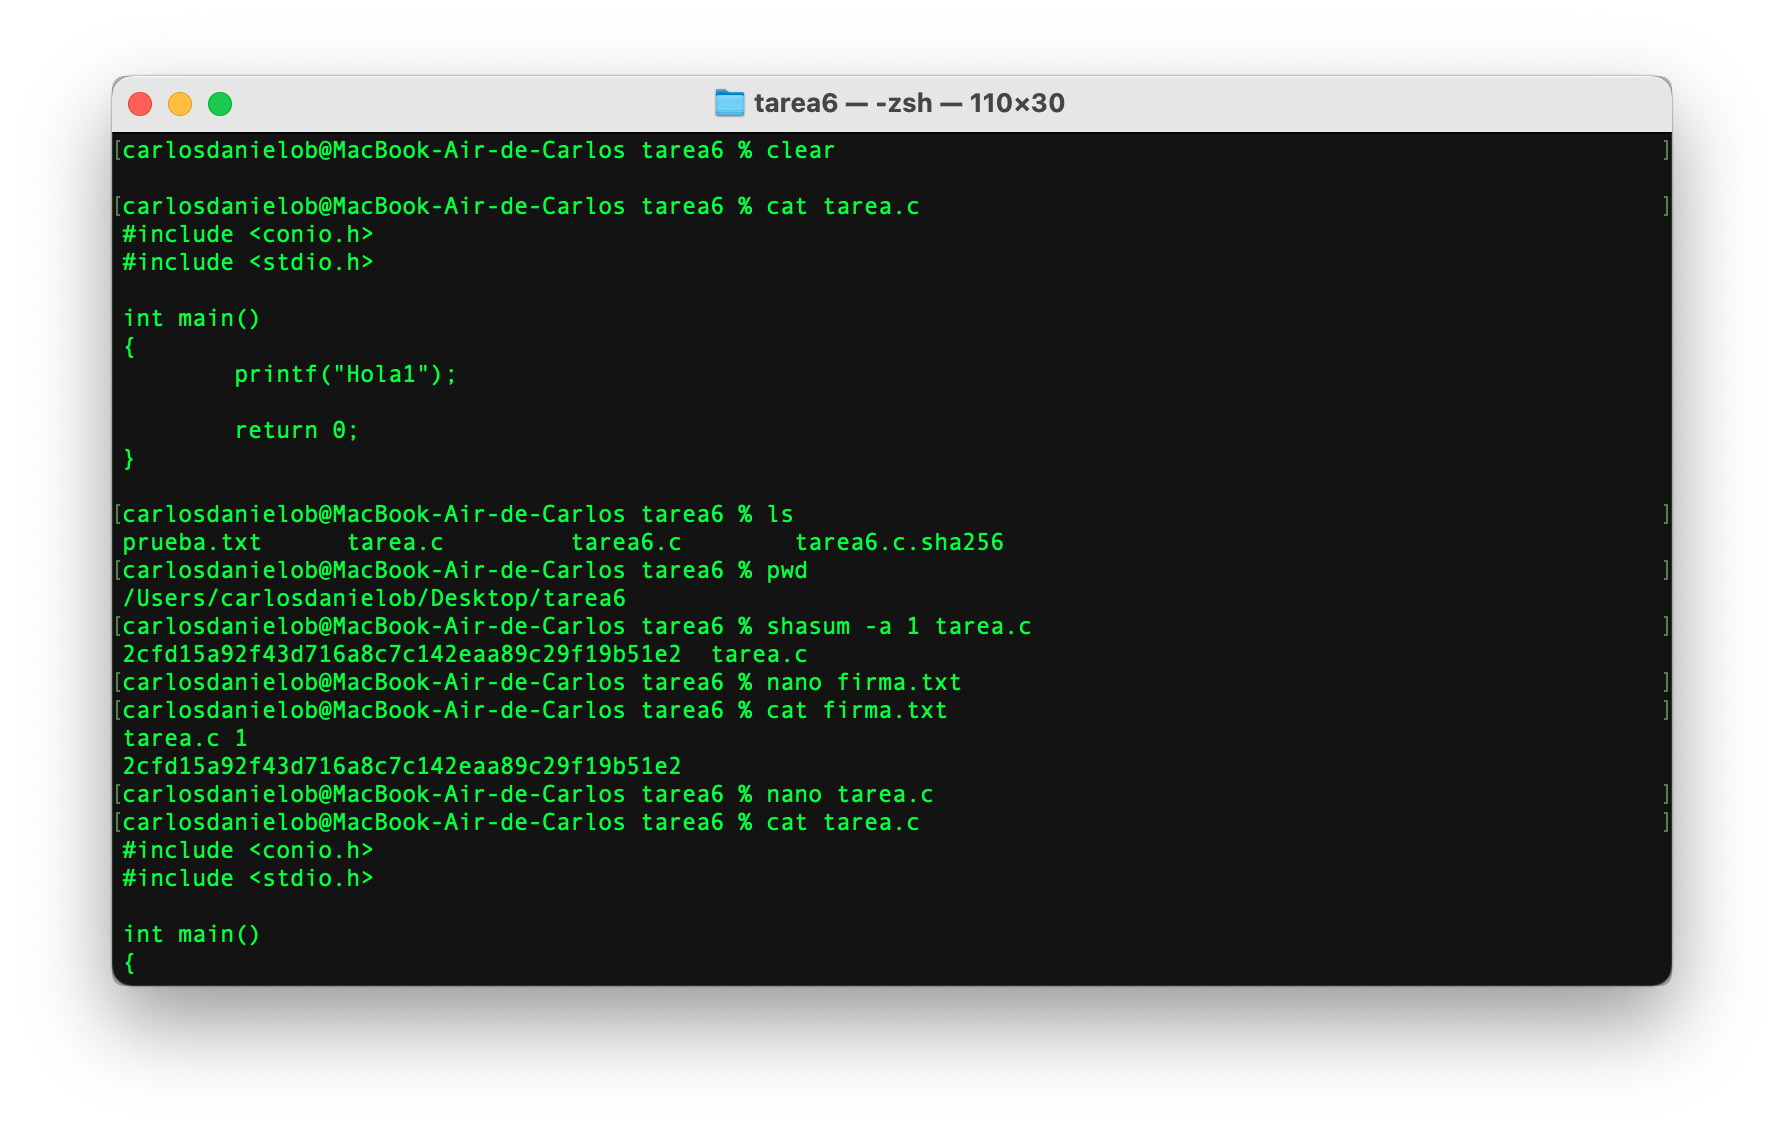 tarea6 — -zsh — 110×30
[carlosdanielob@MacBook-Air-de-Carlos tarea6 % clear ]
[carlosdanielob@MacBook-Air-de-Carlos tarea6 % cat tarea.c ]
#include <conio.h>
#include <stdio.h>
int main()
{
printf("Hola1");
return 0;
}
[carlosdanielob@MacBook-Air-de-Carlos tarea6 % ls ]
prueba.txt tarea.c tarea6.c tarea6.c.sha256
[carlosdanielob@MacBook-Air-de-Carlos tarea6 % pwd ]
/Users/carlosdanielob/Desktop/tarea6
[carlosdanielob@MacBook-Air-de-Carlos tarea6 % shasum -a 1 tarea.c ]
2cfd15a92f43d716a8c7c142eaa89c29f19b51e2 tarea.c
[carlosdanielob@MacBook-Air-de-Carlos tarea6 % nano firma.txt ]
[carlosdanielob@MacBook-Air-de-Carlos tarea6 % cat firma.txt ]
tarea.c 1
2cfd15a92f43d716a8c7c142eaa89c29f19b51e2
[carlosdanielob@MacBook-Air-de-Carlos tarea6 % nano tarea.c ]
[carlosdanielob@MacBook-Air-de-Carlos tarea6 % cat tarea.c ]
#include <conio.h>
#include <stdio.h>
int main()
{